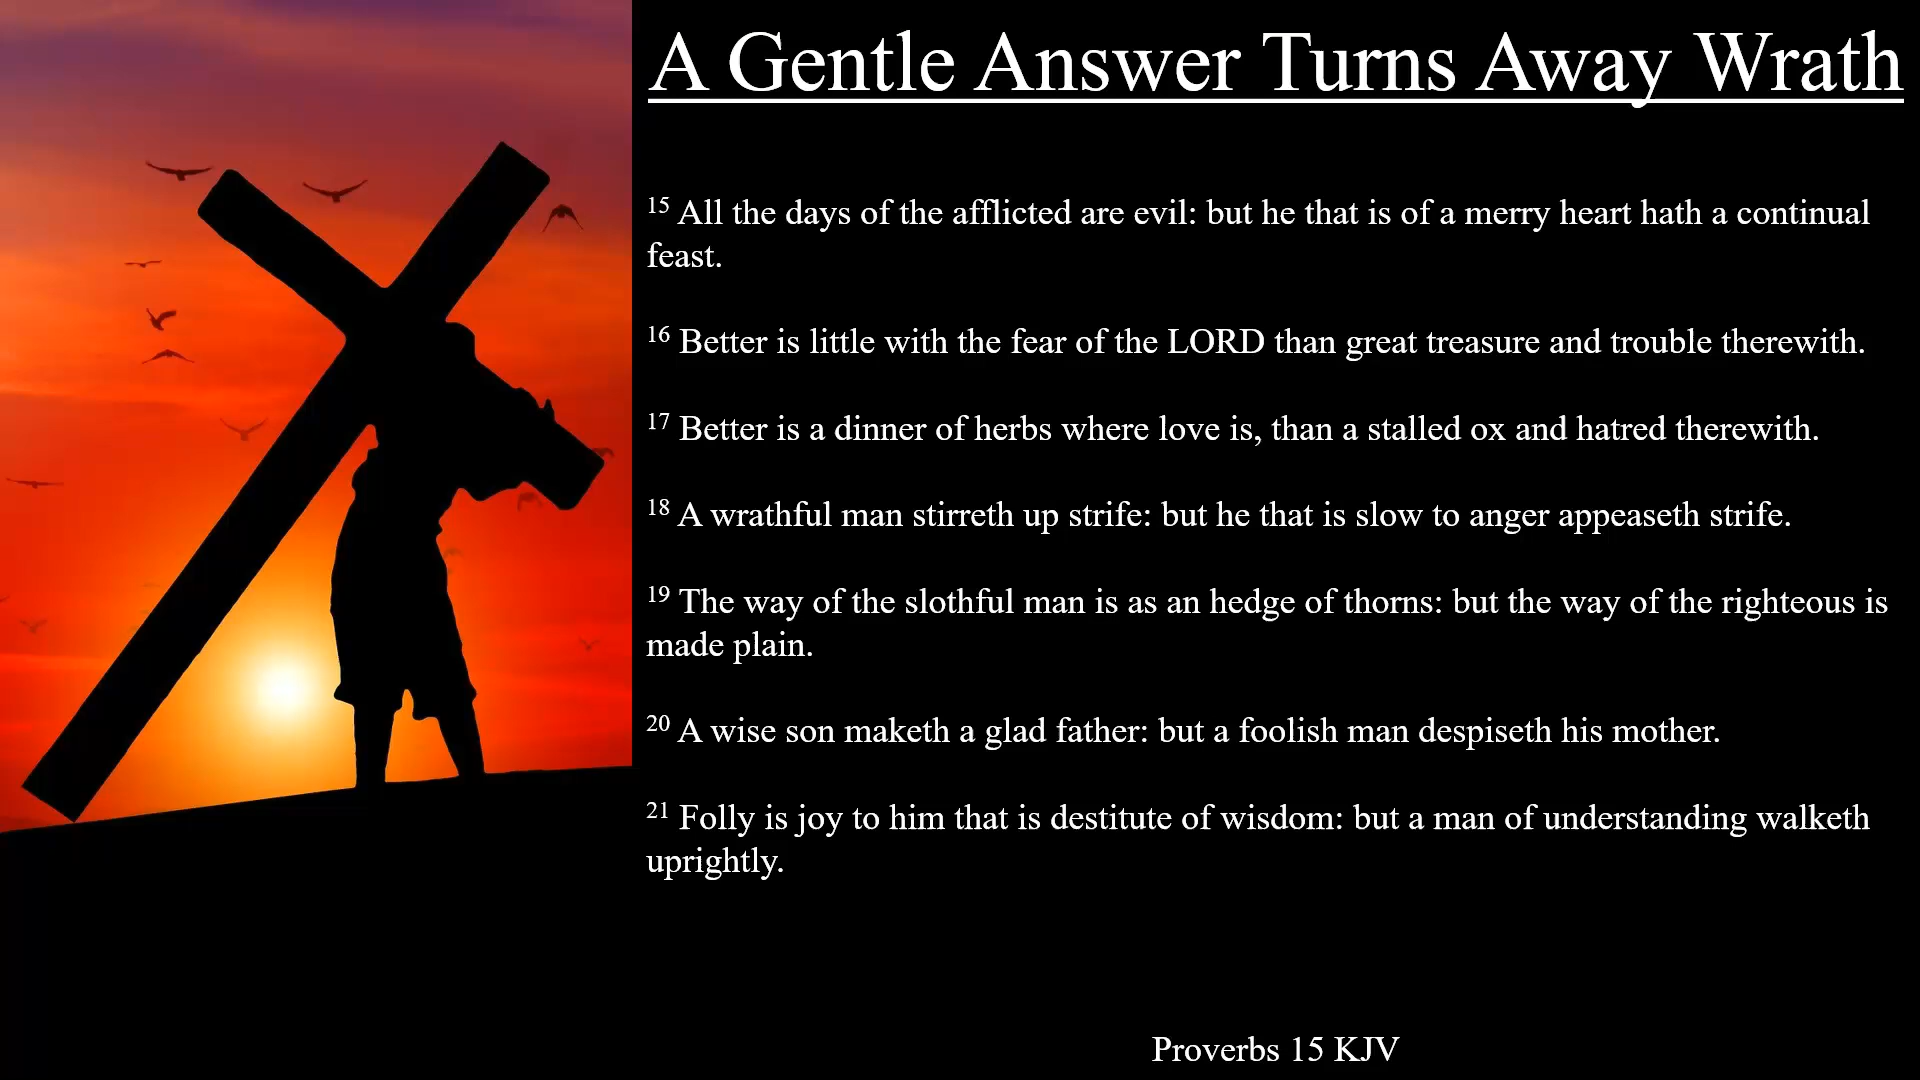 A Gentle Answer Turns Away Wrath
15 All the days of the afflicted are evil: but he that is of a merry heart hath a continual
feast.
16 Better is little with the fear of the LORD than great treasure and trouble therewith.
17 Better is a dinner of herbs where love is, than a stalled ox and hatred therewith.
18 A wrathful man stirreth up strife: but he that is slow to anger appeaseth strife.
19 The way of the slothful man is as an hedge of thorns: but the way of the righteous is
made plain.
20 A wise son maketh a glad father: but a foolish man despiseth his mother.
21 Folly is joy to him that is destitute of wisdom: but a man of understanding walketh
uprightly.
Proverbs 15 KJV